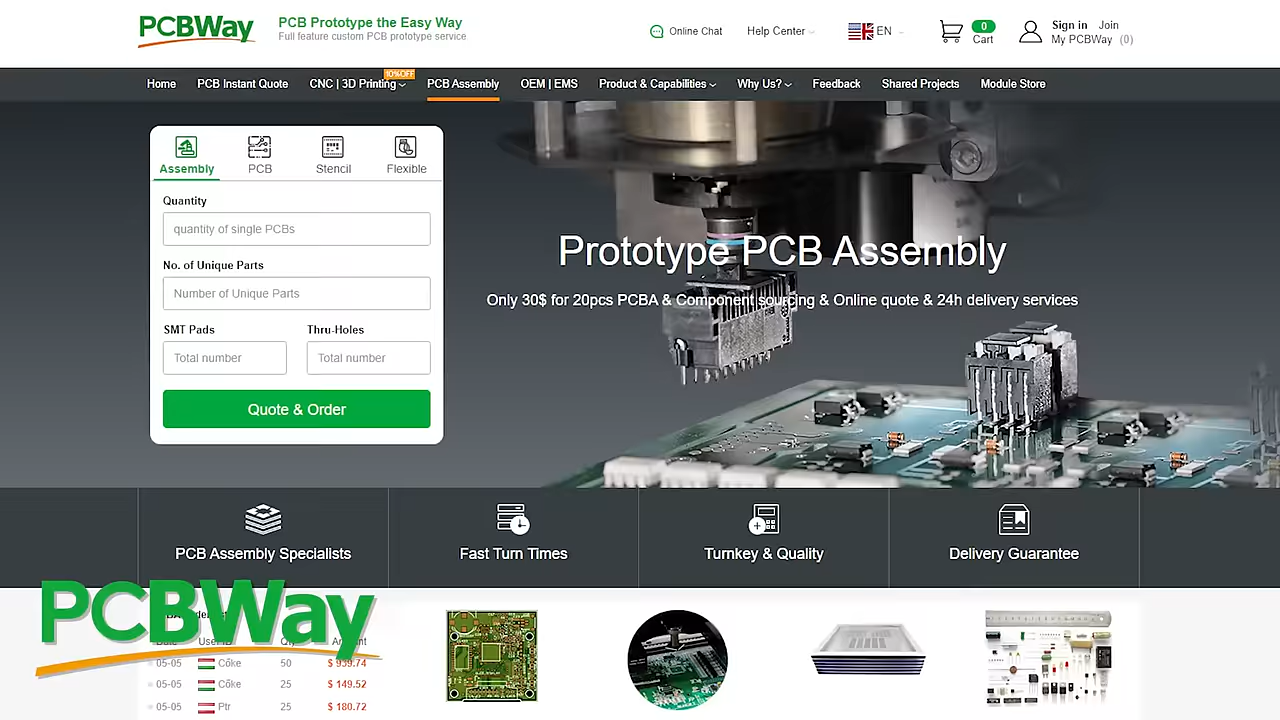 PCBWay
PCB Prototype the Easy Way
Full feature custom PCB prototype service
Online Chat
Help Center
EN
0
Cart
Sign in Join
My PCBWay (0)
10%OFF
Home PCB Instant Quote CNC | 3D Printing PCB Assembly OEM | EMS Product & Capabilities Why Us? Feedback Shared Projects Module Store
Assembly PCB Stencil Flexible
Quantity
quantity of single PCBs
No. of Unique Parts
Number of Unique Parts
SMT Pads Thru-Holes
Total number Total number
Quote & Order
Prototype PCB Assembly
Only 30$ for 20pcs PCBA & Component sourcing & Online quote & 24h delivery services
PCB Assembly Specialists Fast Turn Times Turnkey & Quality Delivery Guarantee
PCBWay
05-05 Cőke 50
05-05 Cőke
05-05 Ptr 25 $ 180.72